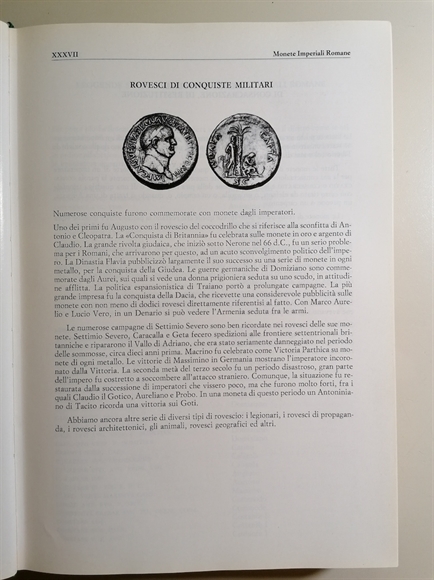 XXXVII
Monete Imperiali Romane
ROVESCI DI CONQUISTE MILITARI
Numerose conquiste furono commemorate con monete dagli imperatori.
Uno dei primi fu Augusto con il rovescio del coccodrillo che si riferisce alla sconfitta di An-
tonio e Cleopatra. La «Conquista di Britannia» fu celebrata sulle monete in oro e argento di
Claudio. La grande rivolta giudaica, che iniziò sotto Nerone nel 66 d.C., fu un serio problema
per i Romani, che arrivarono per questo, ad un acuto sconvolgimento politico dell'impe-
ro. La Dinastia Flavia pubblicizzò largamente il suo successo su una serie di monete in ogni
metallo, per la conquista della Giudea. Le guerre germaniche di Domiziano sono comme-
morate dagli Aurei, sui quali si vede una donna prigioniera seduta su uno scudo, in attitudi-
ne afflitta. La politica espansionistica di Traiano portò a prolungate campagne. La più
grande impresa fu la conquista della Dacia, che ricevette una considerevole pubblicità sulle
monete con non meno di dodici rovesci direttamente riferentisi al fatto. Con Marco Aure-
lio e Lucio Vero, in un Denario si può vedere l'Armenia seduta fra le armi.
Le numerose campagne di Settimio Severo sono ben ricordate nei rovesci delle sue mo-
nete. Settimio Severo, Caracalla e Geta fecero spedizioni alle frontiere settentrionali bri-
tanniche e ripararono il Vallo di Adriano, che era stato seriamente danneggiato nel periodo
delle sommosse, circa dieci anni prima. Macrino fu celebrato come Victoria Parthica su mo-
nete di ogni metallo. Le vittorie di Massimino in Germania mostrano l'imperatore incoro-
nato dalla Vittoria. La seconda metà del terzo secolo fu un periodo disastroso, gran parte
dell'impero fu costretto a soccombere all'attacco straniero. Comunque, la situazione fu re-
staurata dalla successione di imperatori che vissero poco, ma che furono molto forti, fra i
quali Claudio il Gotico, Aureliano e Probo. In una moneta di questo periodo un Antoninia-
no di Tacito ricorda una vittoria sui Goti.
Abbiamo ancora altre serie di diversi tipi di rovescio: i legionari, i rovesci di propagan-
da, i rovesci architettonici, gli animali, rovesci geografici ed altri.